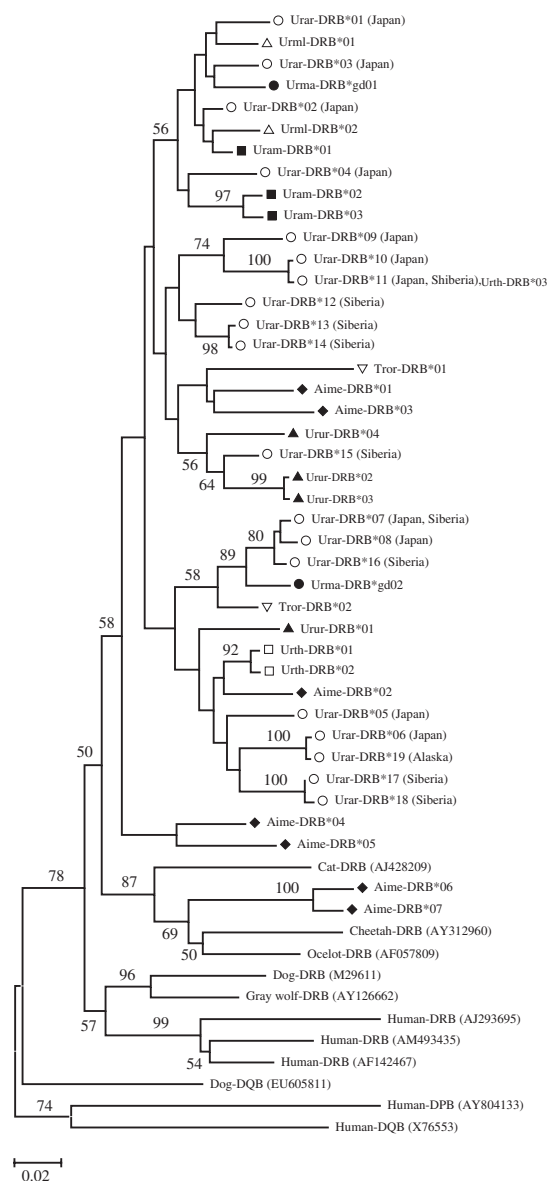 Urar-DRB*01 (Japan)
Urml-DRB*01
Urar-DRB*03 (Japan)
Urma-DRB*gd01
Urar-DRB*02 (Japan)
56
Urml-DRB*02
Uram-DRB*01
Urar-DRB*04 (Japan)
97
Uram-DRB*02
Uram-DRB*03
74
Urar-DRB*09 (Japan)
100
Urar-DRB*10 (Japan)
Urar-DRB*11 (Japan, Shiberia),Urth-DRB*03
Urar-DRB*12 (Siberia)
Urar-DRB*13 (Siberia)
98
Urar-DRB*14 (Siberia)
Tror-DRB*01
Aime-DRB*01
Aime-DRB*03
Urur-DRB*04
56
Urar-DRB*15 (Siberia)
64
99
Urur-DRB*02
Urur-DRB*03
Urar-DRB*07 (Japan, Siberia)
80
Urar-DRB*08 (Japan)
89
Urar-DRB*16 (Siberia)
58
Urma-DRB*gd02
Tror-DRB*02
58
Urur-DRB*01
92
Urth-DRB*01
Urth-DRB*02
Aime-DRB*02
Urar-DRB*05 (Japan)
100
Urar-DRB*06 (Japan)
Urar-DRB*19 (Alaska)
50
100
Urar-DRB*17 (Siberia)
Urar-DRB*18 (Siberia)
Aime-DRB*04
Aime-DRB*05
Cat-DRB (AJ428209)
78
87
100
Aime-DRB*06
Aime-DRB*07
69
Cheetah-DRB (AY312960)
50
Ocelot-DRB (AF057809)
96
Dog-DRB (M29611)
Gray wolf-DRB (AY126662)
57
99
Human-DRB (AJ293695)
Human-DRB (AM493435)
54
Human-DRB (AF142467)
Dog-DQB (EU605811)
74
Human-DPB (AY804133)
Human-DQB (X76553)
0.02